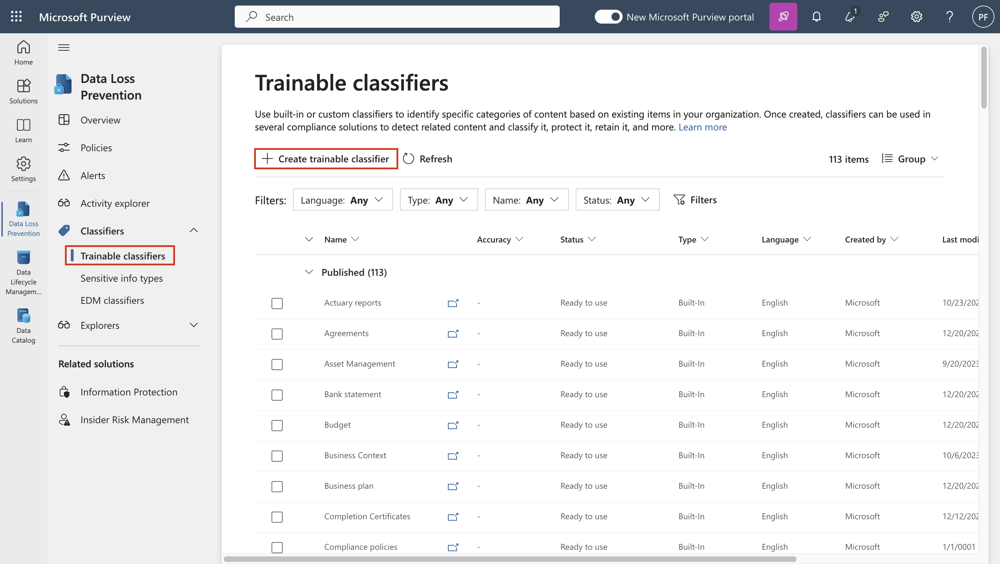 Microsoft Purview
Search
New Microsoft Purview portal
1
PF
Home
Solutions
Learn
Settings
Data Loss
Prevention
Data
Lifecycle
Managem...
Data
Catalog
Data Loss
Prevention
Overview
Policies
Alerts
Activity explorer
Classifiers
Trainable classifiers
Sensitive info types
EDM classifiers
Explorers
Related solutions
Information Protection
Insider Risk Management
Trainable classifiers
Use built-in or custom classifiers to identify specific categories of content based on existing items in your organization. Once created, classifiers can be used in
several compliance solutions to detect related content and classify it, protect it, retain it, and more. Learn more
Create trainable classifier Refresh 113 items Group
Filters: Language: Any Type: Any Name: Any Status: Any Filters
Name Accuracy Status Type Language Created by Last modi
Published (113)
Actuary reports - Ready to use Built-In English Microsoft 10/23/202
Agreements - Ready to use Built-In English Microsoft 12/20/202
Asset Management - Ready to use Built-In English Microsoft 9/20/2023
Bank statement - Ready to use Built-In English Microsoft 12/20/202
Budget - Ready to use Built-In English Microsoft 12/20/202
Business Context - Ready to use Built-In English Microsoft 10/6/2023
Business plan - Ready to use Built-In English Microsoft 12/20/202
Completion Certificates - Ready to use Built-In English Microsoft 12/12/202
Compliance policies - Ready to use Built-In English Microsoft 1/1/0001